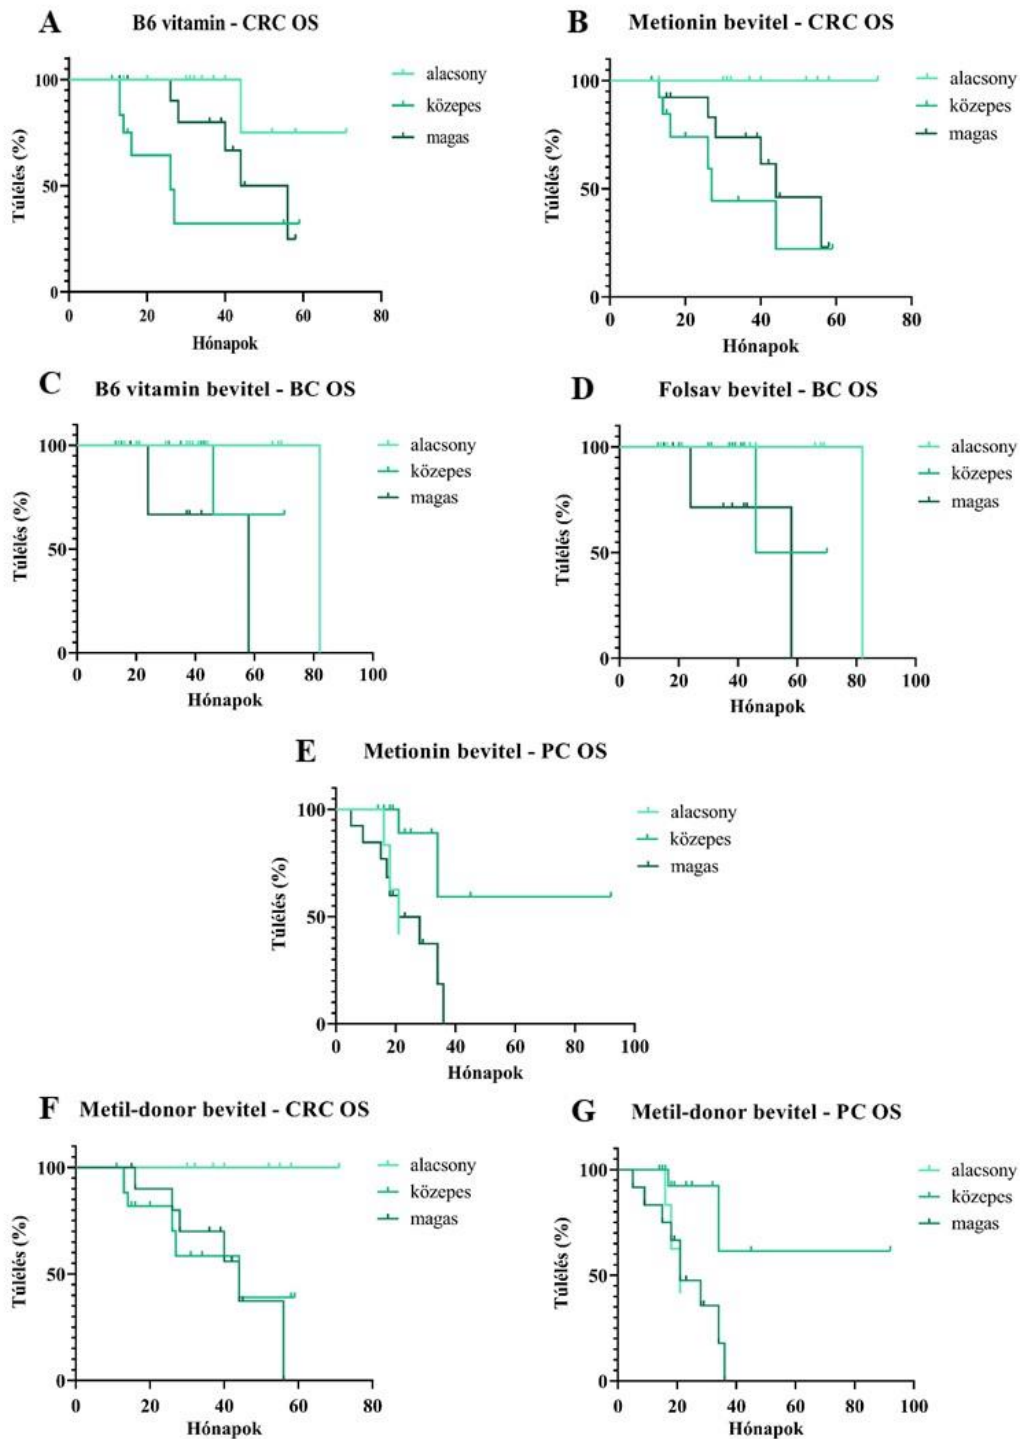 A
B6 vitamin - CRC OS
Túlélés (%)
100
50
0
0 20 40 60 80
Hónapok
alacsony
közepes
magas
B
Metionin bevitel - CRC OS
Túlélés (%)
100
50
0
0 20 40 60 80
Hónapok
alacsony
közepes
magas
C
B6 vitamin bevitel - BC OS
Túlélés (%)
100
50
0
0 20 40 60 80 100
Hónapok
alacsony
közepes
magas
D
Folsav bevitel - BC OS
Túlélés (%)
100
50
0
0 20 40 60 80 100
Hónapok
alacsony
közepes
magas
E
Metionin bevitel - PC OS
Túlélés (%)
100
50
0
0 20 40 60 80 100
Hónapok
alacsony
közepes
magas
F
Metil-donor bevitel - CRC OS
Túlélés (%)
100
50
0
0 20 40 60 80
Hónapok
alacsony
közepes
magas
G
Metil-donor bevitel - PC OS
Túlélés (%)
100
50
0
0 20 40 60 80 100
Hónapok
alacsony
közepes
magas